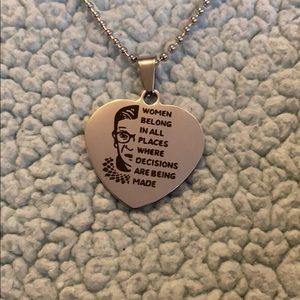 WOMEN
BELONG
IN ALL
PLACES
WHERE
DECISIONS
ARE BEING
MADE